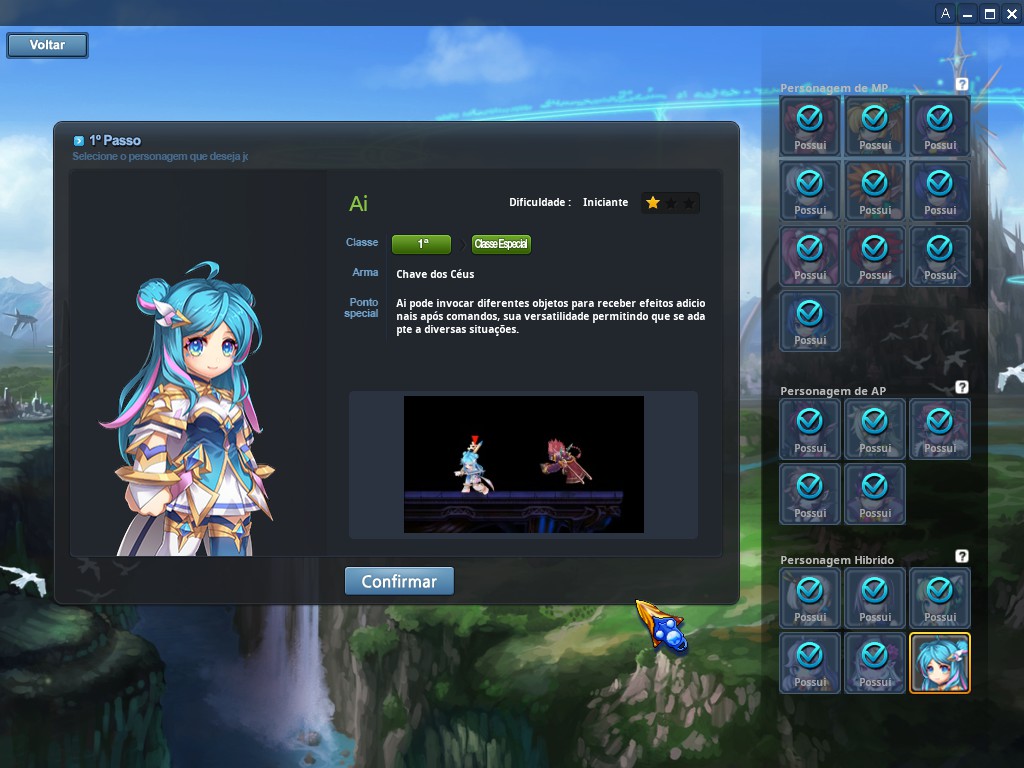 A
Voltar
Personagem de MP
?
Possui Possui Possui
Possui Possui Possui
Possui Possui Possui
Possui
1º Passo
Selecione o personagem que deseja jc
Ai
Dificuldade : Iniciante
Classe 1ª Classe Especial
Arma Chave dos Céus
Ponto
special
Ai pode invocar diferentes objetos para receber efeitos adicio
nais após comandos, sua versatilidade permitindo que se ada
pte a diversas situações.
Confirmar
Personagem de AP
?
Possui Possui Possui
Possui Possui
Personagem Hibrido
?
Possui Possui Possui
Possui Possui